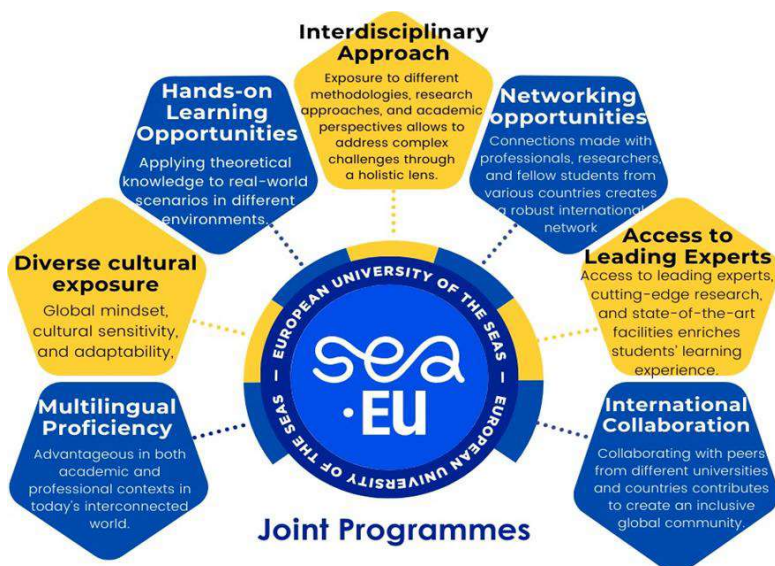 Interdisciplinary
Approach
Exposure to different
methodologies, research
approaches, and academic
perspectives allows to
address complex
challenges through
a holistic lens.
Hands-on
Learning
Opportunities
Applying theoretical
knowledge to real-world
scenarios in different
environments.
Networking
opportunities
Connections made with
professionals, researchers,
and fellow students from
various countries creates
a robust international
network
Diverse cultural
exposure
Global mindset,
cultural sensitivity,
and adaptability,
Access to
Leading Experts
Access to leading experts,
cutting-edge research,
and state-of-the-art
facilities enriches
students' learning
experience.
Multilingual
Proficiency
Advantageous in both
academic and
professional contexts in
today's interconnected
world.
International
Collaboration
Collaborating with peers
from different universities
and countries contributes
to create an inclusive
global community.
EUROPEAN UNIVERSITY OF THE SEAS — EUROPEAN UNIVERSITY OF THE SEAS —
sea
·EU
Joint Programmes